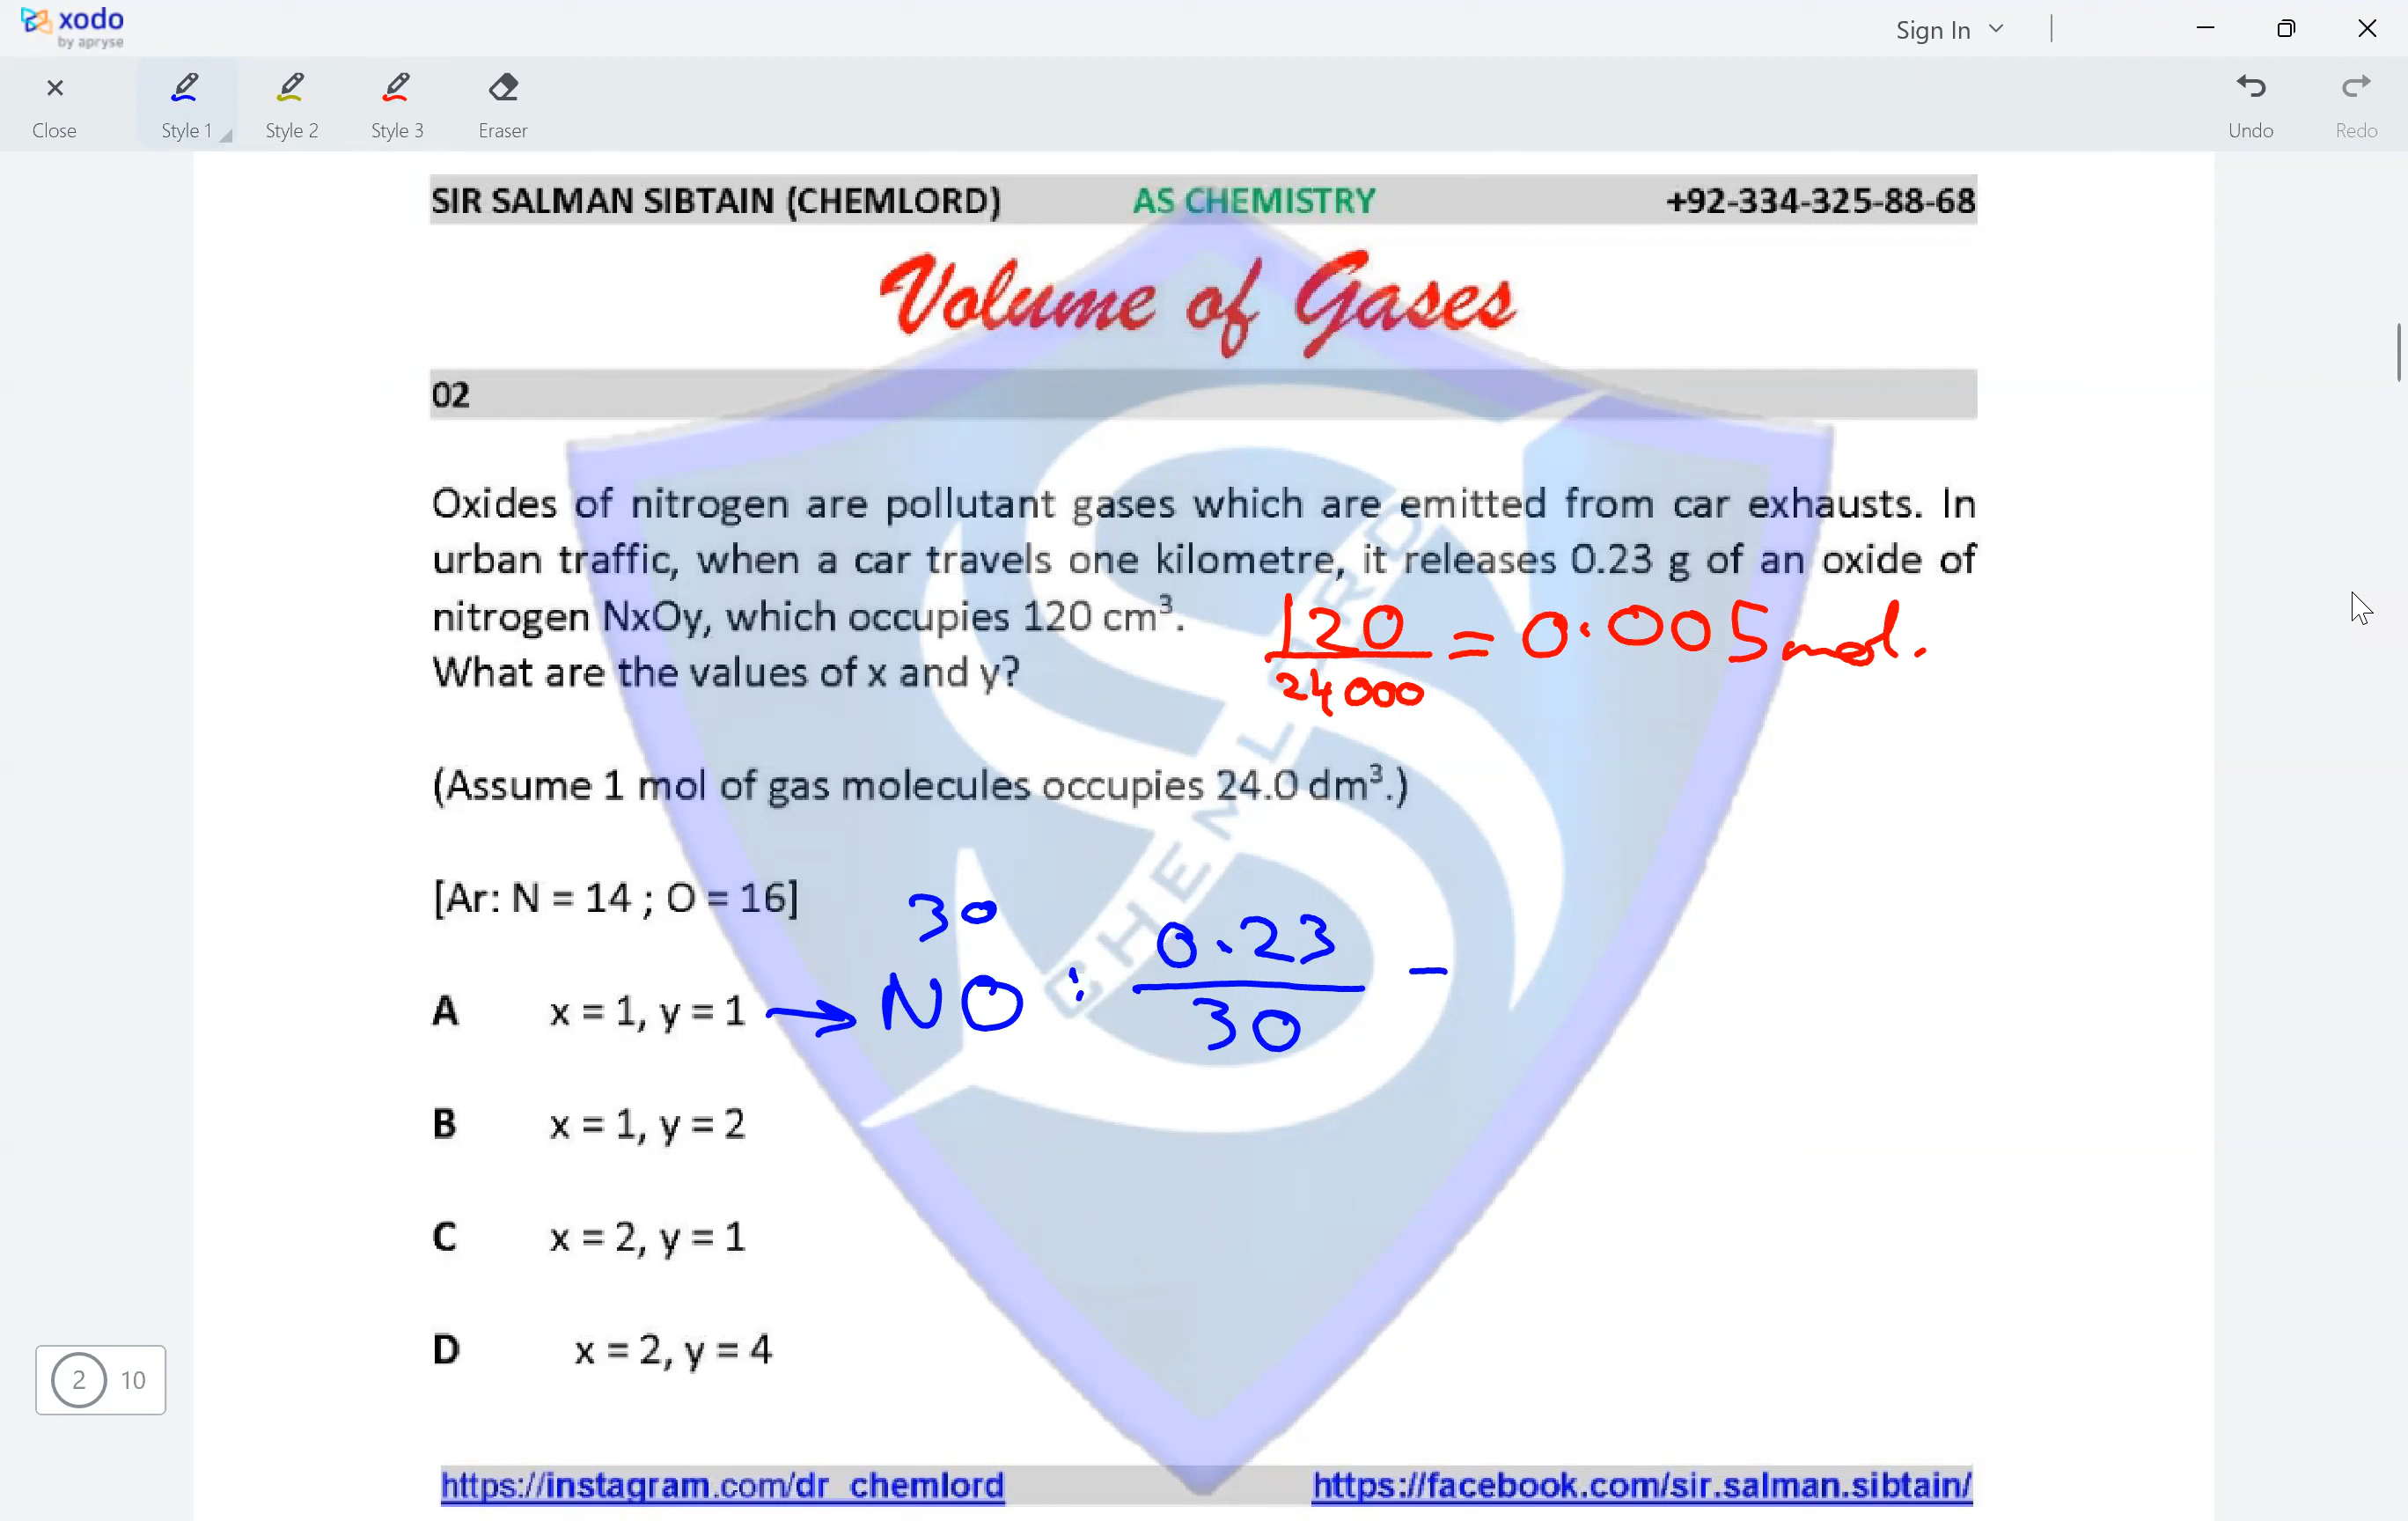 xodo
by apryse
Sign In
Close
Style 1
Style 2
Style 3
Eraser
Undo
Redo
SIR SALMAN SIBTAIN (CHEMLORD) AS CHEMISTRY +92-334-325-88-68
Volume of Gases
02
Oxides of nitrogen are pollutant gases which are emitted from car exhausts. In
urban traffic, when a car travels one kilometre, it releases 0.23 g of an oxide of
nitrogen NxOy, which occupies 120 cm³.
What are the values of x and y?
120
24000
= 0.005 mol.
(Assume 1 mol of gas molecules occupies 24.0 dm³.)
[Ar: N = 14 ; O = 16]
30
A x = 1, y = 1 → NO : 0.23
30
-
B x = 1, y = 2
C x = 2, y = 1
D x = 2, y = 4
CHEMLORD
2 10
https://instagram.com/dr_chemlord https://facebook.com/sir.salman.sibtain/